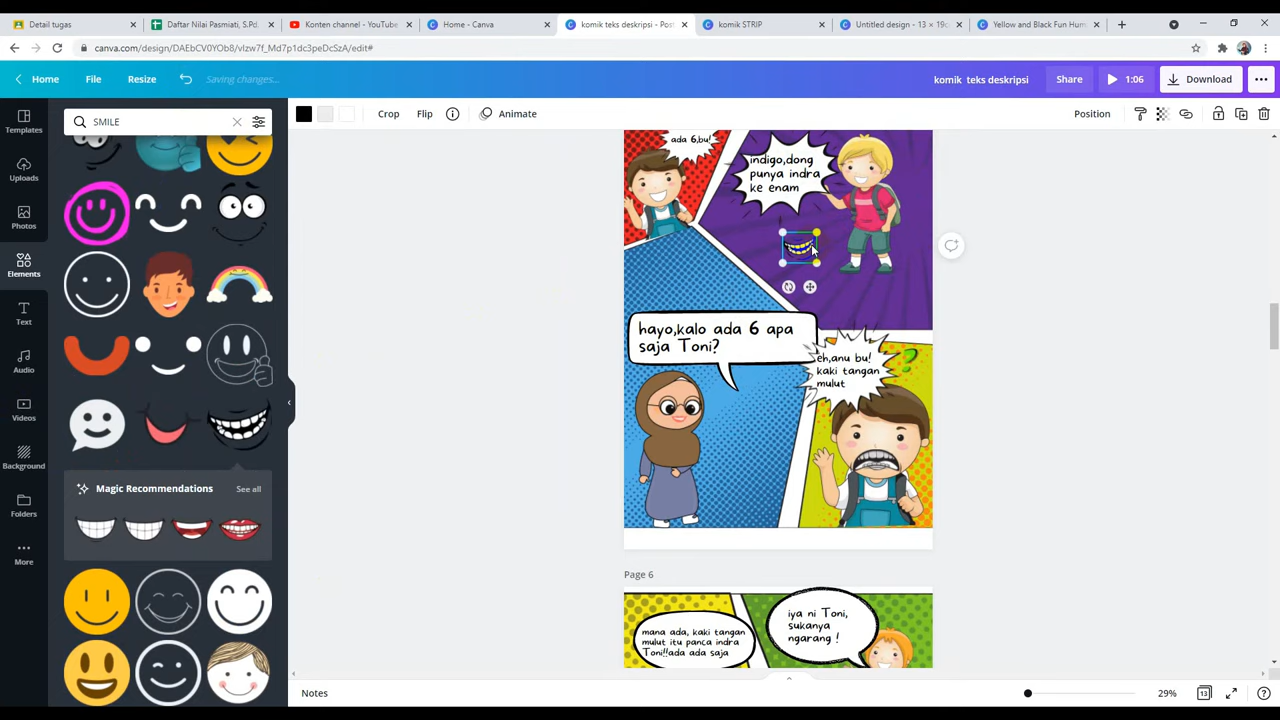 Detail tugas
Daftar Nilai Pasmiati, S.Pd.
Konten channel - YouTube
Home - Canva
komik teks deskripsi - Post
komik STRIP
Untitled design - 13 × 19c
Yellow and Black Fun Hum
canva.com/design/DAEbCV0YOb8/vlzw7f_Md7p1dc3peDcSzA/edit#
Home
File
Resize
Saving changes...
komik teks deskripsi
Share
1:06
Download
Templates
Uploads
Photos
Elements
Text
Audio
Videos
Background
Folders
More
SMILE
Magic Recommendations
See all
Crop
Flip
Animate
Position
ada 6,bu!
indigo,dong
punya indra
ke enam
hayo,kalo ada 6 apa
saja Toni?
eh,anu bu!
kaki tangan
mulut
?
Page 6
mana ada, kaki tangan
mulut itu panca indra
Toni!!ada ada saja
iya ni Toni,
sukanya
ngarang !
Notes
29%
13